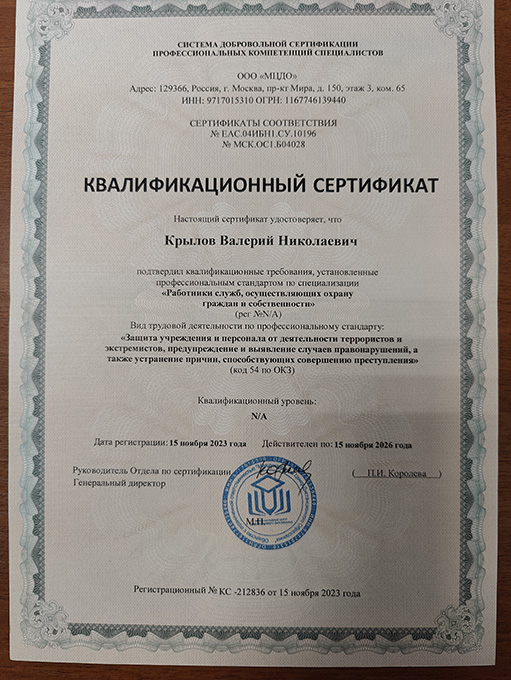 СИСТЕМА ДОБРОВОЛЬНОЙ СЕРТИФИКАЦИИ
ПРОФЕССИОНАЛЬНЫХ КОМПЕТЕНЦИЙ СПЕЦИАЛИСТОВ
ООО «МЦДО»
Адрес: 129366, Россия, г. Москва, пр-кт Мира, д. 150, этаж 3, ком. 65
ИНН: 9717015310 ОГРН: 1167746139440
СЕРТИФИКАТЫ СООТВЕТСТВИЯ
№ ЕАС.04ИБН1.СУ.10196
№ МСК.ОС1.Б04028
КВАЛИФИКАЦИОННЫЙ СЕРТИФИКАТ
Настоящий сертификат удостоверяет, что
Крылов Валерий Николаевич
подтвердил квалификационные требования, установленные
профессиональным стандартом по специализации
«Работники служб, осуществляющих охрану
граждан и собственности»
(рег №N/A)
Вид трудовой деятельности по профессиональному стандарту:
«Защита учреждения и персонала от деятельности террористов и
экстремистов, предупреждение и выявление случаев правонарушений, а
также устранение причин, способствующих совершению преступления»
(код 54 по ОКЗ)
Квалификационный уровень:
N/A
Дата регистрации: 15 ноября 2023 года Действителен по: 15 ноября 2026 года
Руководитель Отдела по сертификации ( П.И. Королева )
Генеральный директор
М.П.
Регистрационный № КС -212836 от 15 ноября 2023 года